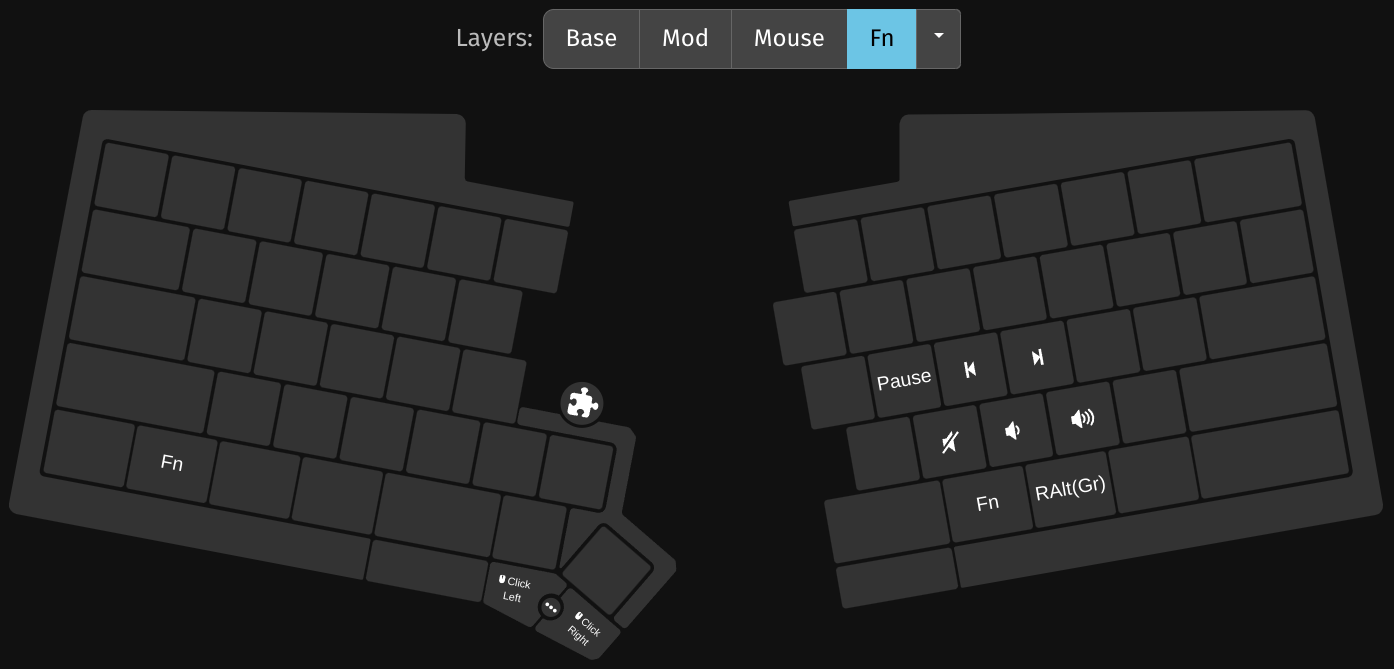 Layers: Base Mod Mouse Fn
Pause
Fn
Fn RAlt(Gr)
Click
Left
Click
Right